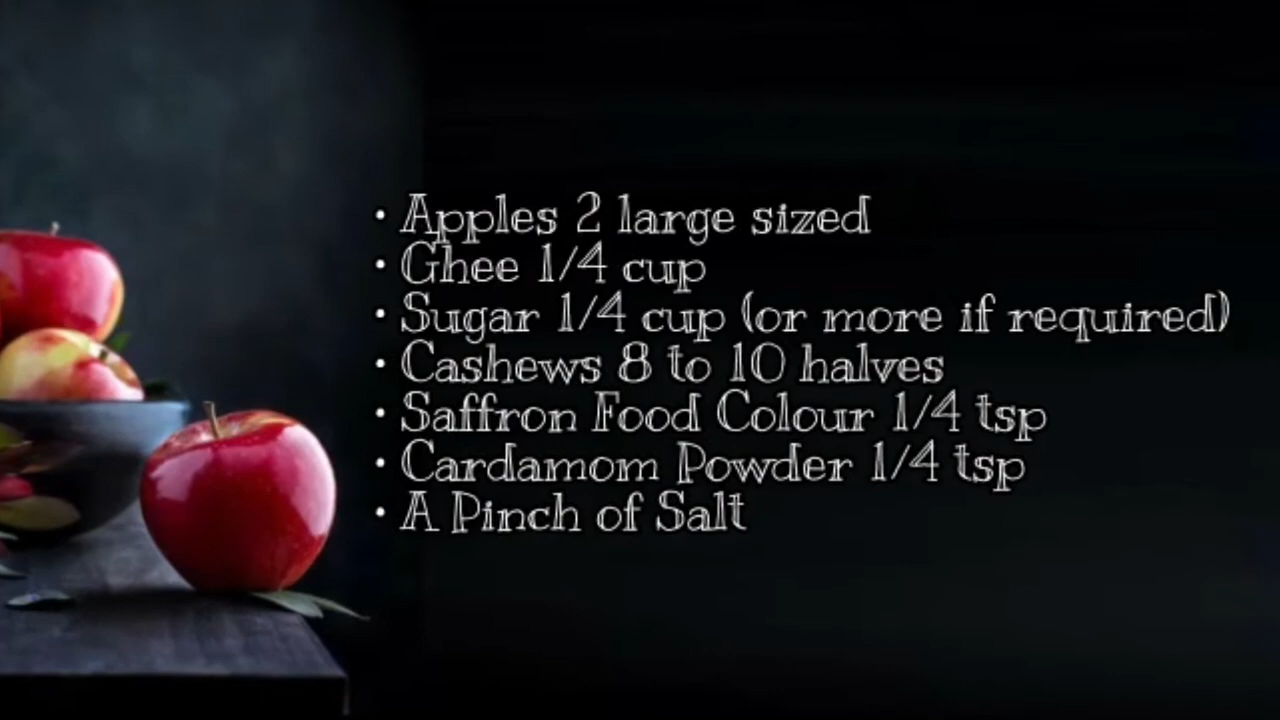 • Apples 2 large sized
• Ghee 1/4 cup
• Sugar 1/4 cup (or more if required)
• Cashews 8 to 10 halves
• Saffron Food Colour 1/4 tsp
• Cardamom Powder 1/4 tsp
• A Pinch of Salt